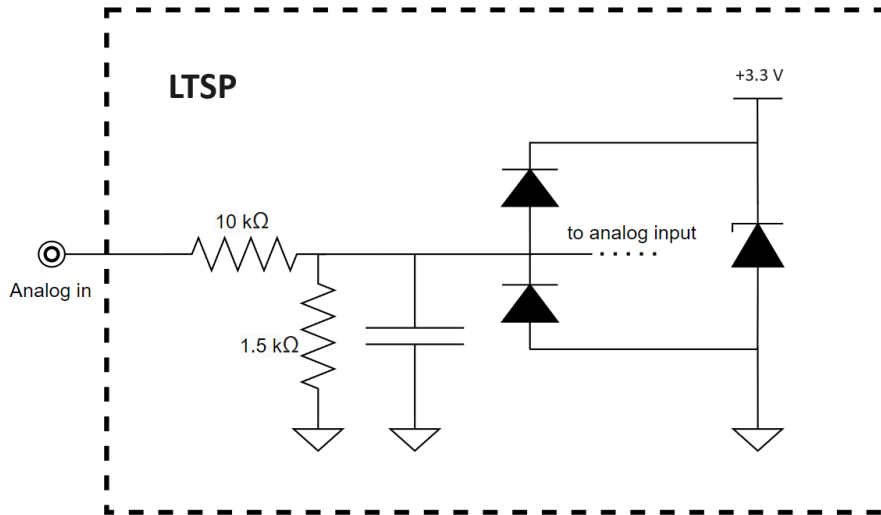 LTSP
+3.3 V
10 kΩ
to analog input
Analog in
1.5 kΩ